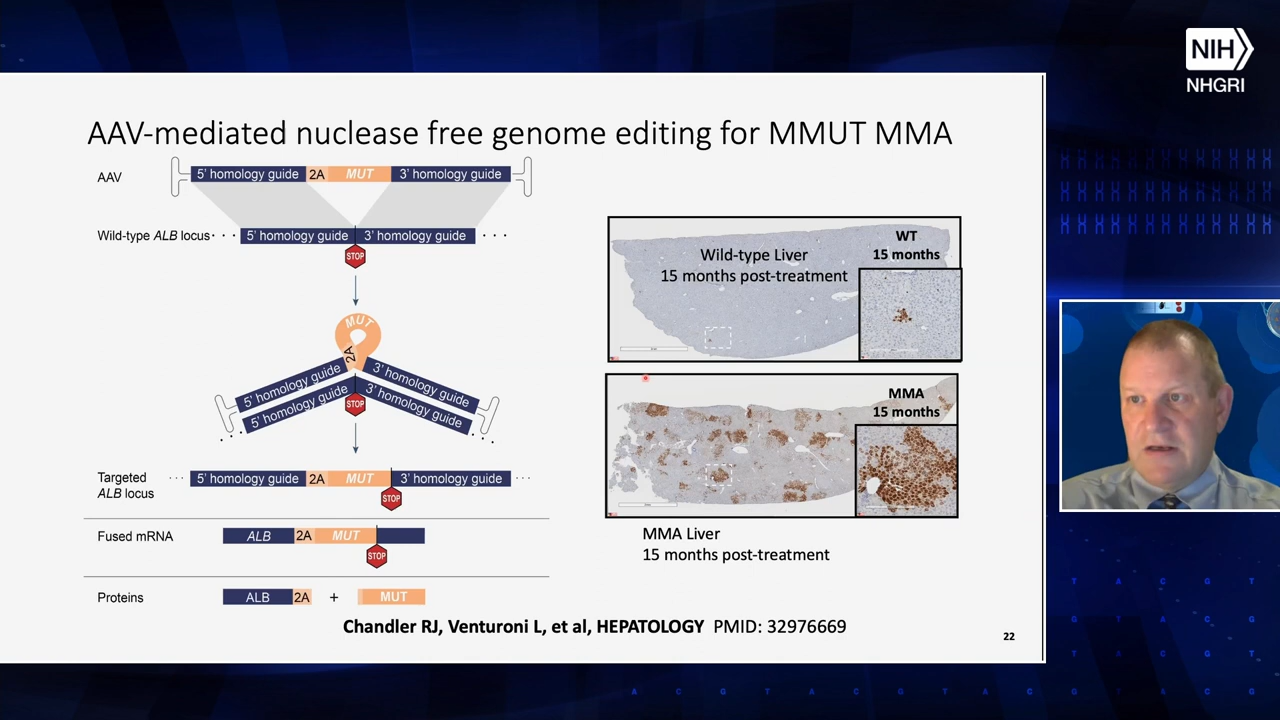 NIH
NHGRI
AAV-mediated nuclease free genome editing for MMUT MMA
AAV
5' homology guide 2A MUT 3' homology guide
Wild-type ALB locus
5' homology guide 3' homology guide
STOP
MUT
2A
5' homology guide 3' homology guide
5' homology guide 3' homology guide
STOP
Targeted
ALB locus
5' homology guide 2A MUT 3' homology guide
STOP
Fused mRNA
ALB 2A MUT
STOP
Proteins
ALB 2A + MUT
Wild-type Liver
15 months post-treatment
WT
15 months
MMA
15 months
MMA Liver
15 months post-treatment
Chandler RJ, Venturoni L, et al, HEPATOLOGY PMID: 32976669
22
T A C G T
G T A C G
T A C G T
A C G T A C G T A C G T